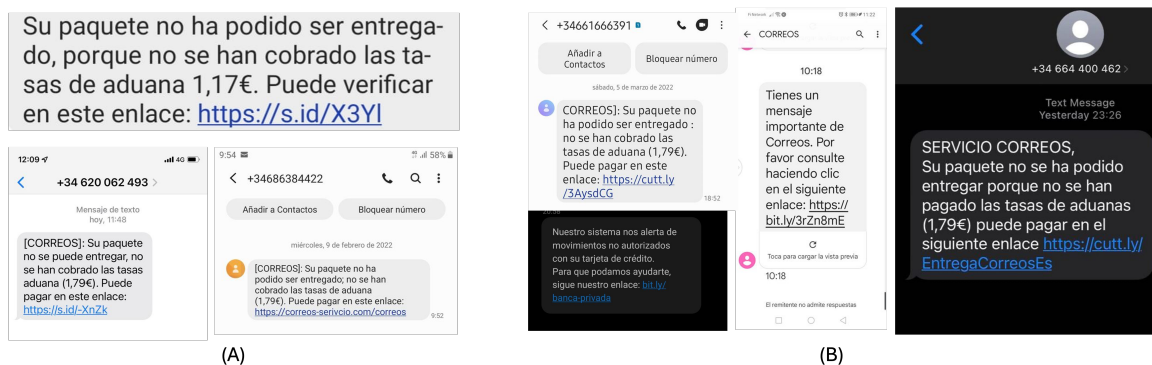 Su paquete no ha podido ser entrega-
do, porque no se han cobrado las ta-
sas de aduana 1,17€. Puede verificar
en este enlace: https://s.id/X3Yl
12:09
4G
+34 620 062 493
Mensaje de texto
hoy, 11:48
[CORREOS]: Su paquete
no se puede entregar, no
se han cobrado las tasas
aduana (1,79€). Puede
pagar en este enlace:
https://s.id/-XnZk
9:54
58%
+34686384422
Añadir a Contactos
Bloquear número
miércoles, 9 de febrero de 2022
[CORREOS]: Su paquete no ha
podido ser entregado; no se han
cobrado las tasas de aduana
(1,79€). Puede pagar en este enlace:
https://correos-serivcio.com/correos
9:52
(A)
+34661666391
Añadir a
Contactos
Bloquear número
sábado, 5 de marzo de 2022
CORREOS]: Su paquete no
ha podido ser entregado :
no se han cobrado las
tasas de aduana (1,79€).
Puede pagar en este
enlace: https://cutt.ly
/3AysdCG
18:52
Nuestro sistema nos alerta de
movimientos no autorizados
con su tarjeta de crédito.
Para que podamos ayudarte,
sigue nuestro enlace: bit.ly/
banca-privada
11:22
CORREOS
10:18
Tienes un
mensaje
importante de
Correos. Por
favor consulte
haciendo clic
en el siguiente
enlace: https://
bit.ly/3rZn8mE
Toca para cargar la vista previa
10:18
El remitente no admite respuestas
+34 664 400 462
Text Message
Yesterday 23:26
SERVICIO CORREOS,
Su paquete no se ha podido
entregar porque no se han
pagado las tasas de aduanas
(1,79€) puede pagar en el
siguiente enlace https://cutt.ly/
EntregaCorreosEs
(B)